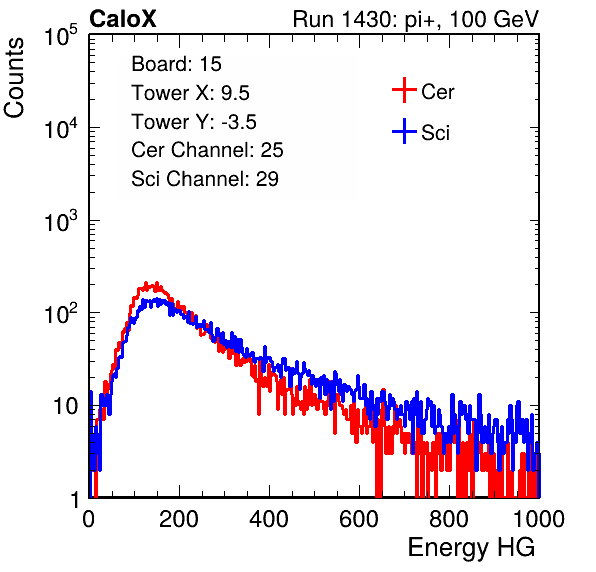 CaloX Run 1430: pi+, 100 GeV
Board: 15
Tower X: 9.5
Tower Y: -3.5
Cer Channel: 25
Sci Channel: 29
Cer
Sci
Counts
10^5
10^4
10^3
10^2
10
1
0 200 400 600 800 1000
Energy HG